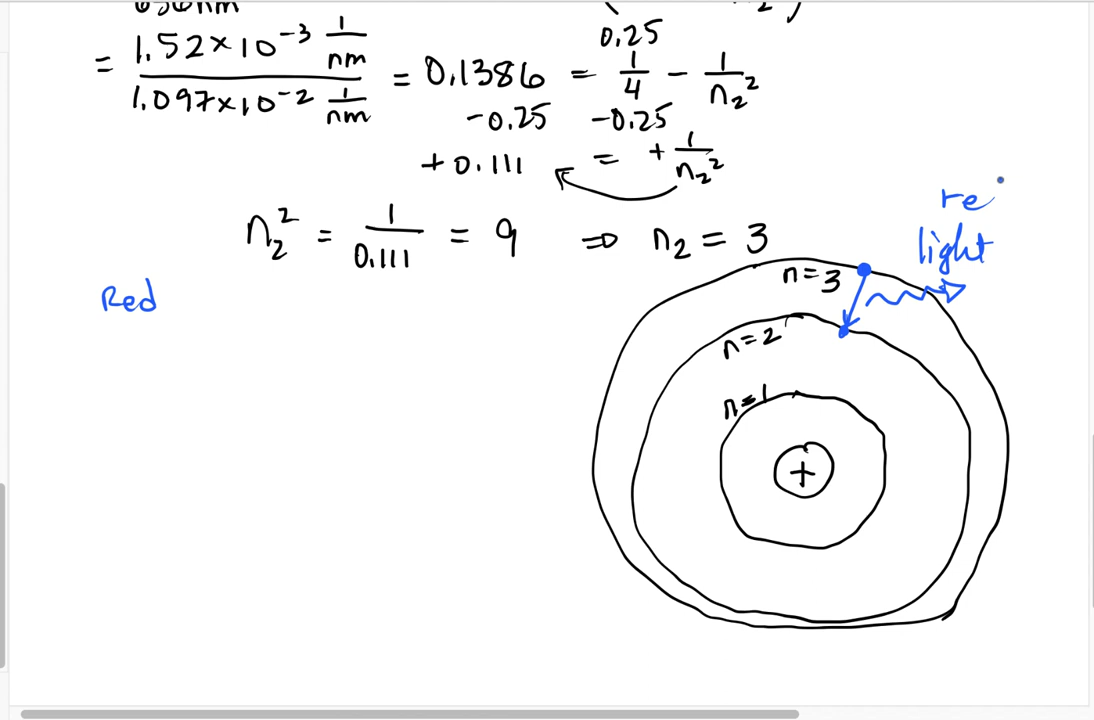 = 1.52×10⁻³ 1/nm / 1.097×10⁻² 1/nm = 0.1386 = 1/4 − 1/n₂²
0.25
−0.25 −0.25
+0.111 = +1/n₂²
n₂² = 1/0.111 = 9 ⇒ n₂ = 3
re
light
Red
n=3
n=2
n=1
+